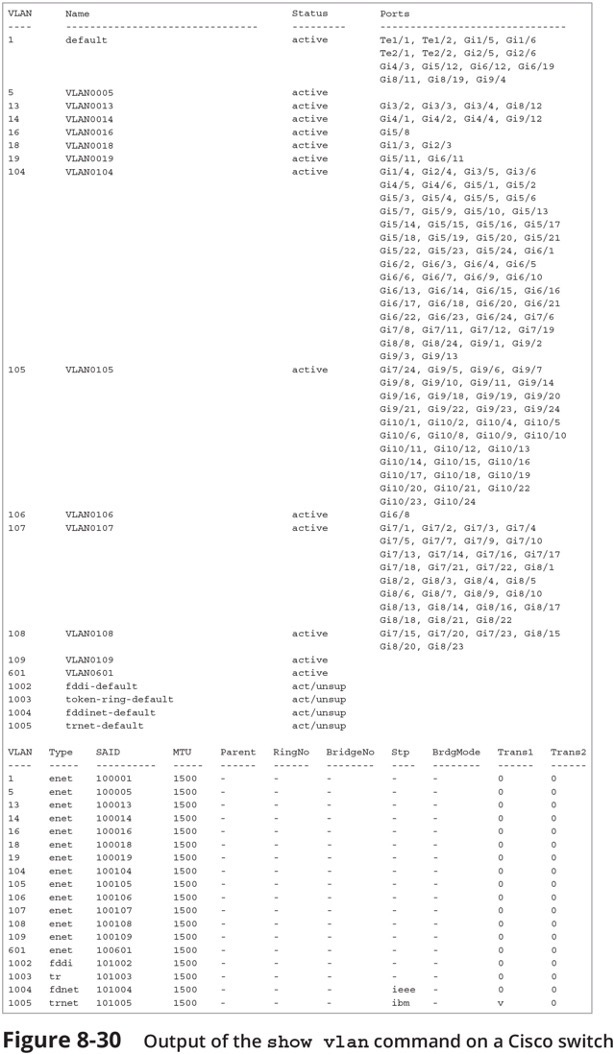 VLAN Name Status Ports
---- -------------------------------- --------- -------------------------------
1 default active Te1/1, Te1/2, Gi1/5, Gi1/6
Te2/1, Te2/2, Gi2/5, Gi2/6
Gi4/3, Gi5/12, Gi6/12, Gi6/19
Gi8/11, Gi8/19, Gi9/4
5 VLAN0005 active
13 VLAN0013 active Gi3/2, Gi3/3, Gi3/4, Gi8/12
14 VLAN0014 active Gi4/1, Gi4/2, Gi4/4, Gi9/12
16 VLAN0016 active Gi5/8
18 VLAN0018 active Gi1/3, Gi2/3
19 VLAN0019 active Gi5/11, Gi6/11
104 VLAN0104 active Gi1/4, Gi2/4, Gi3/5, Gi3/6
Gi4/5, Gi4/6, Gi5/1, Gi5/2
Gi5/3, Gi5/4, Gi5/5, Gi5/6
Gi5/7, Gi5/9, Gi5/10, Gi5/13
Gi5/14, Gi5/15, Gi5/16, Gi5/17
Gi5/18, Gi5/19, Gi5/20, Gi5/21
Gi5/22, Gi5/23, Gi5/24, Gi6/1
Gi6/2, Gi6/3, Gi6/4, Gi6/5
Gi6/6, Gi6/7, Gi6/9, Gi6/10
Gi6/13, Gi6/14, Gi6/15, Gi6/16
Gi6/17, Gi6/18, Gi6/20, Gi6/21
Gi6/22, Gi6/23, Gi6/24, Gi7/6
Gi7/8, Gi7/11, Gi7/12, Gi7/19
Gi8/8, Gi8/24, Gi9/1, Gi9/2
Gi9/3, Gi9/13
105 VLAN0105 active Gi7/24, Gi9/5, Gi9/6, Gi9/7
Gi9/8, Gi9/10, Gi9/11, Gi9/14
Gi9/16, Gi9/18, Gi9/19, Gi9/20
Gi9/21, Gi9/22, Gi9/23, Gi9/24
Gi10/1, Gi10/2, Gi10/4, Gi10/5
Gi10/6, Gi10/8, Gi10/9, Gi10/10
Gi10/11, Gi10/12, Gi10/13
Gi10/14, Gi10/15, Gi10/16
Gi10/17, Gi10/18, Gi10/19
Gi10/20, Gi10/21, Gi10/22
Gi10/23, Gi10/24
106 VLAN0106 active Gi6/8
107 VLAN0107 active Gi7/1, Gi7/2, Gi7/3, Gi7/4
Gi7/5, Gi7/7, Gi7/9, Gi7/10
Gi7/13, Gi7/14, Gi7/16, Gi7/17
Gi7/18, Gi7/21, Gi7/22, Gi8/1
Gi8/2, Gi8/3, Gi8/4, Gi8/5
Gi8/6, Gi8/7, Gi8/9, Gi8/10
Gi8/13, Gi8/14, Gi8/16, Gi8/17
Gi8/18, Gi8/21, Gi8/22
108 VLAN0108 active Gi7/15, Gi7/20, Gi7/23, Gi8/15
Gi8/20, Gi8/23
109 VLAN0109 active
601 VLAN0601 active
1002 fddi-default act/unsup
1003 token-ring-default act/unsup
1004 fddinet-default act/unsup
1005 trnet-default act/unsup
VLAN Type SAID MTU Parent RingNo BridgeNo Stp BrdgMode Trans1 Trans2
---- ----- ---------- ----- ------ ------ -------- ---- -------- ------ ------
1 enet 100001 1500 - - - - - 0 0
5 enet 100005 1500 - - - - - 0 0
13 enet 100013 1500 - - - - - 0 0
14 enet 100014 1500 - - - - - 0 0
16 enet 100016 1500 - - - - - 0 0
18 enet 100018 1500 - - - - - 0 0
19 enet 100019 1500 - - - - - 0 0
104 enet 100104 1500 - - - - - 0 0
105 enet 100105 1500 - - - - - 0 0
106 enet 100106 1500 - - - - - 0 0
107 enet 100107 1500 - - - - - 0 0
108 enet 100108 1500 - - - - - 0 0
109 enet 100109 1500 - - - - - 0 0
601 enet 100601 1500 - - - - - 0 0
1002 fddi 101002 1500 - - - - - 0 0
1003 tr 101003 1500 - - - - - 0 0
1004 fdnet 101004 1500 - - - ieee - 0 0
1005 trnet 101005 1500 - - - ibm - v 0
Figure 8-30 Output of the show vlan command on a Cisco switch